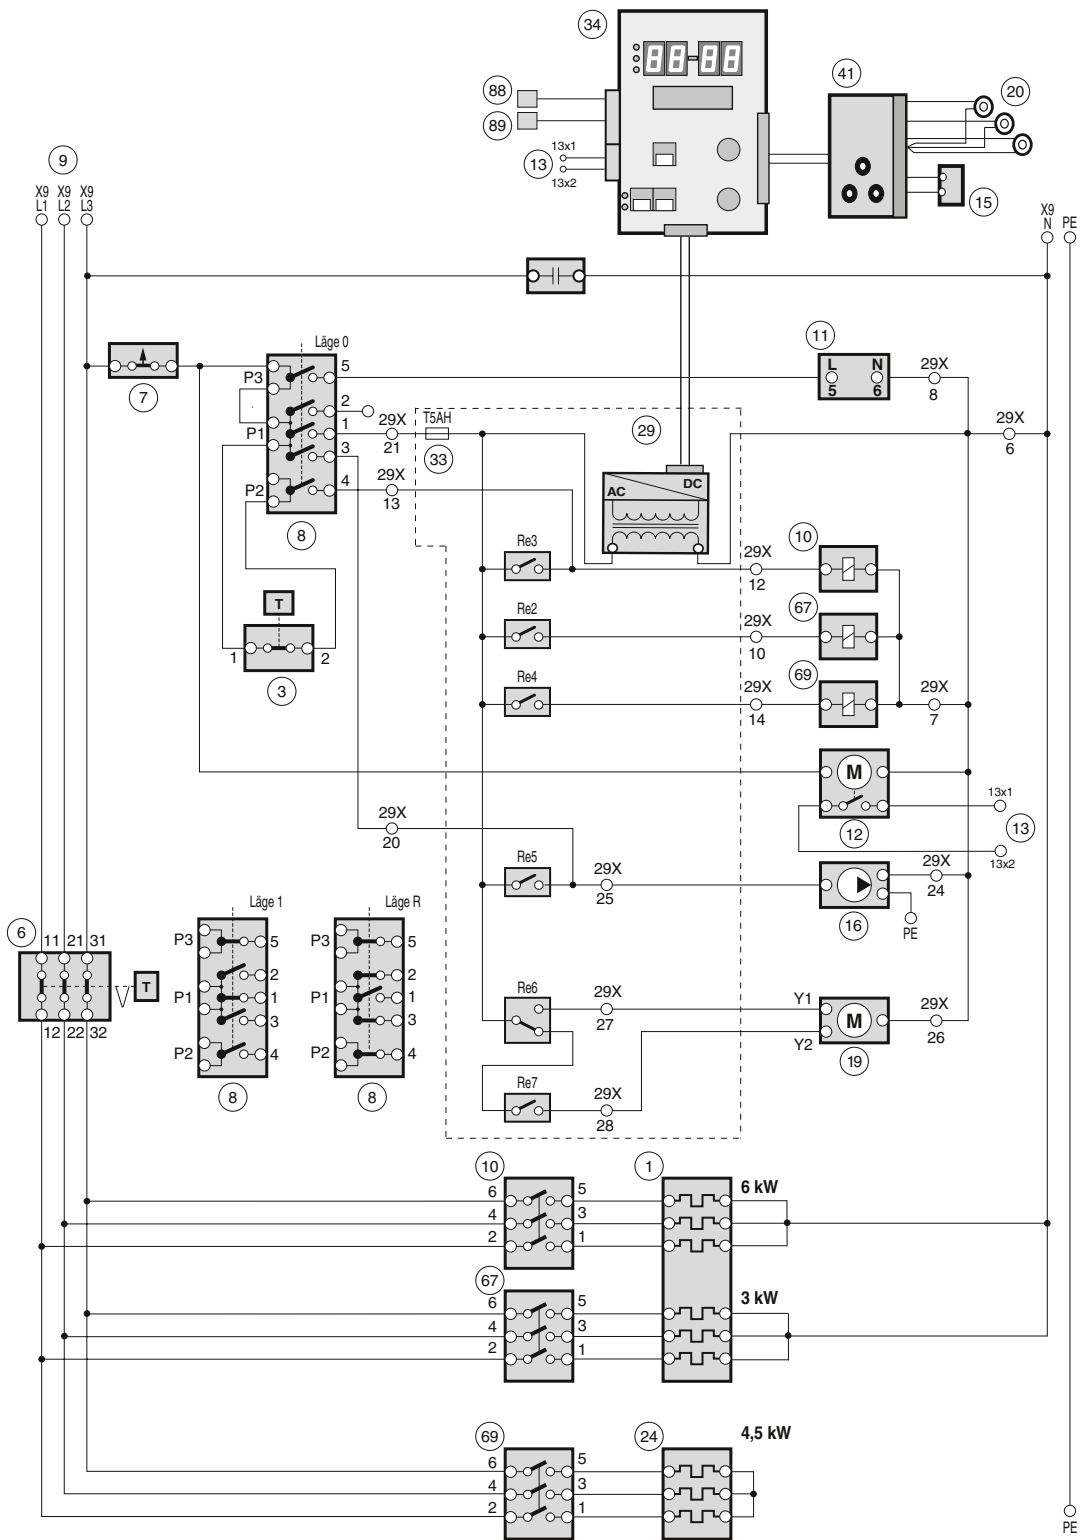 34
88-88
88
89
13
13x1
13x2
41
20
15
9
X9 X9 X9
L1 L2 L3
X9
N
PE
7
Läge 0
P3
5
2
P1
1
3
P2
4
8
29X
21
T5AH
33
29X
13
29
AC
DC
11
L N
5 6
29X
8
29X
6
T
1
2
3
Re3
29X
12
10
Re2
29X
10
67
Re4
29X
14
69
29X
7
M
12
13x1
13
13x2
29X
20
Re5
29X
25
16
29X
24
PE
Läge 1
P3
5
2
P1
1
3
P2
4
8
Läge R
P3
5
2
P1
1
3
P2
4
8
6
11 21 31
T
12 22 32
Re6
29X
27
Y1
Y2
M
19
29X
26
Re7
29X
28
10
6 5
4 3
2 1
1
6 kW
67
6 5
4 3
2 1
3 kW
69
6 5
4 3
2 1
24
4,5 kW
PE